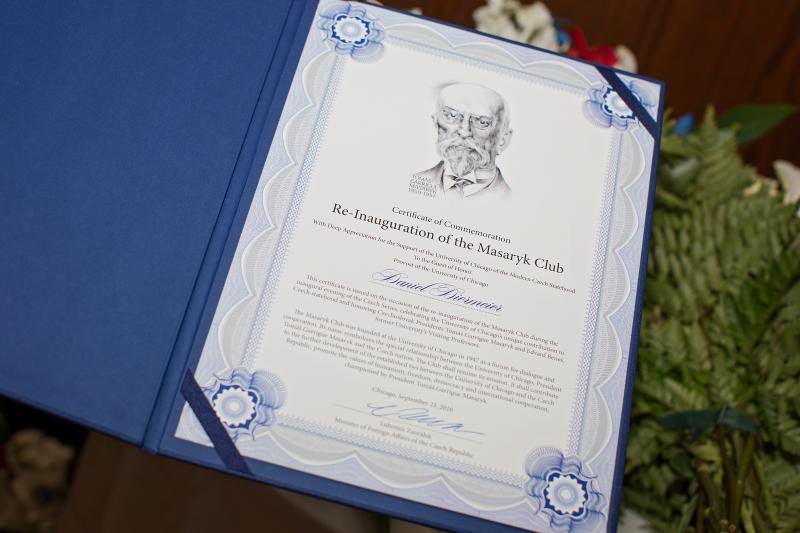 TOMÁŠ
GARRIGUE
MASARYK
1850–1937
Certificate of Commemoration
Re-Inauguration of the Masaryk Club
With Deep Appreciation for the Support of the University of Chicago of the Modern Czech Statehood
To the Guest of Honor
Provost of the University of Chicago
Daniel Diermeier
This certificate is issued on the occasion of the re-inauguration of the Masaryk Club during the
inaugural evening of the Czech Series, celebrating the University of Chicago's unique contribution to
Czech statehood and honoring Czechoslovak Presidents Tomáš Garrigue Masaryk and Edvard Beneš,
former University's Visiting Professors.
The Masaryk Club was founded at the University of Chicago in 1947 as a forum for dialogue and
cooperation. Its name symbolizes the special relationship between the University of Chicago, President
Tomáš Garrigue Masaryk and the Czech nation. The Club shall resume its mission. It shall contribute
to the further development of the established ties between the University of Chicago and the Czech
Republic, promote the values of humanism, freedom, democracy and international cooperation,
championed by President Tomáš Garrigue Masaryk.
Chicago, September 23, 2016
Lubomír Zaorálek
Minister of Foreign Affairs of the Czech Republic